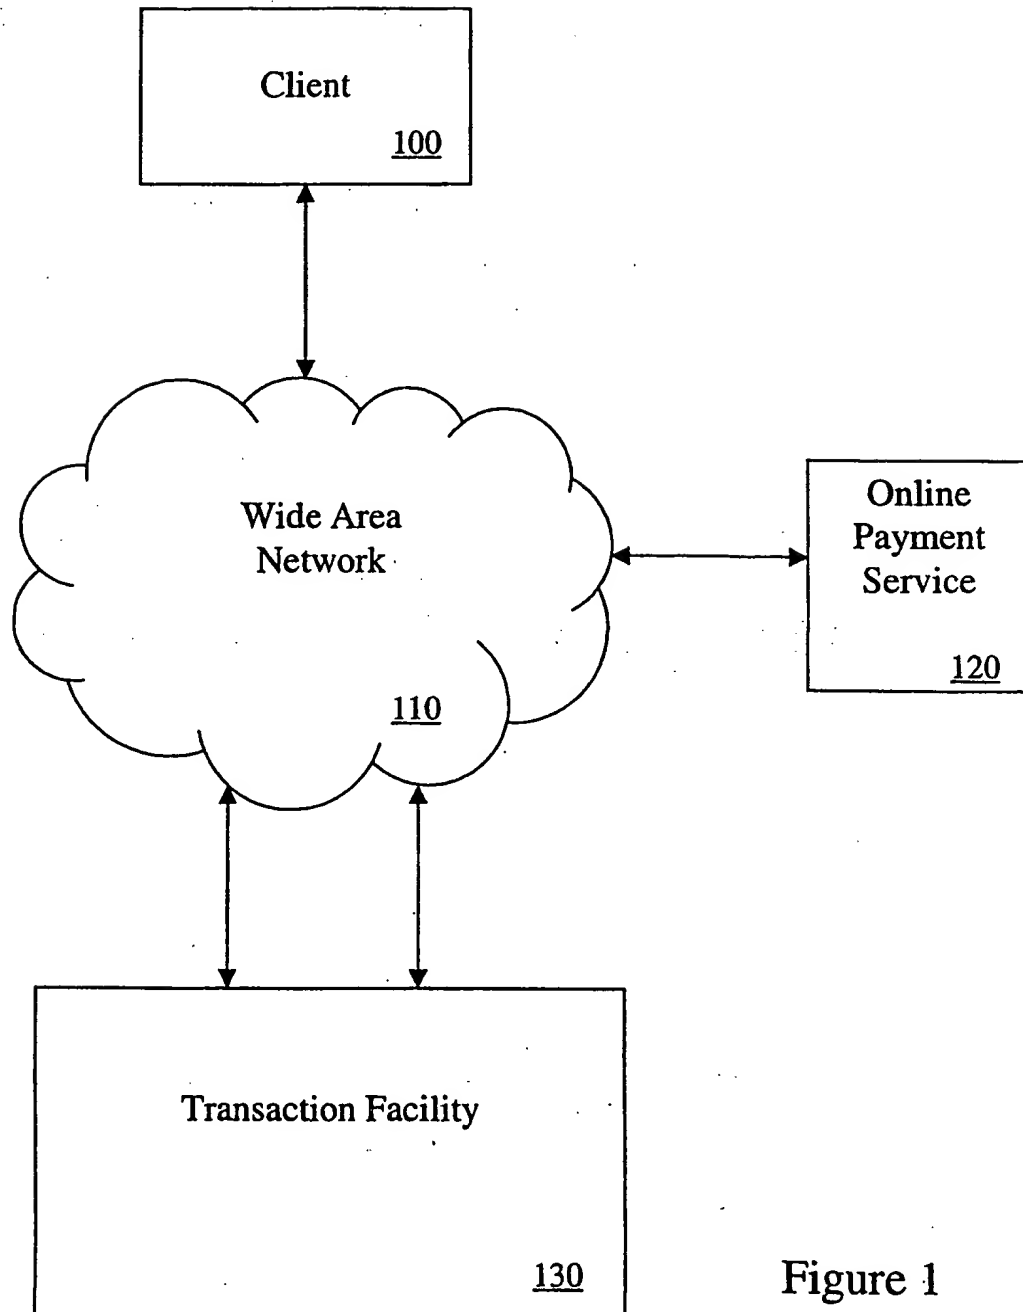 Client
100
Wide Area
Network
110
Online
Payment
Service
120
Transaction Facility
130
Figure 1